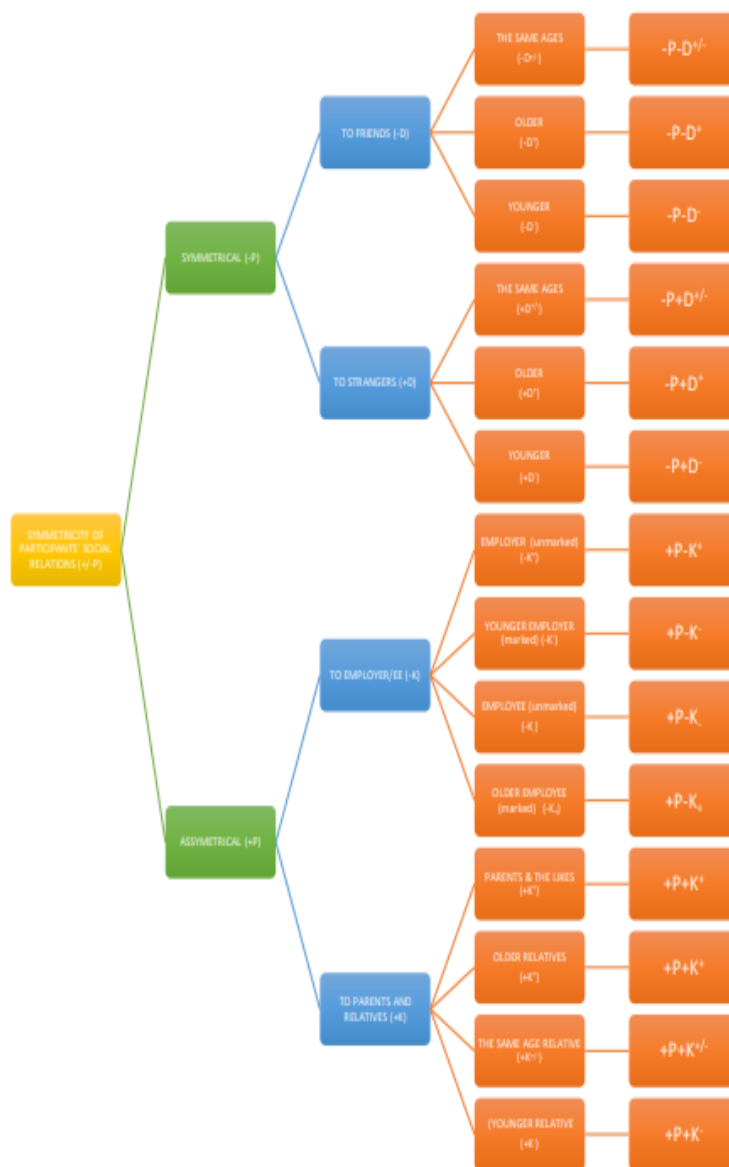 THE SAME AGES
(-D⁺/⁻)
-P-D⁺/⁻
TO FRIENDS (-D)
OLDER
(-D⁺)
-P-D⁺
YOUNGER
(-D⁻)
-P-D⁻
SYMMETRICAL (-P)
THE SAME AGES
(+D⁺/⁻)
-P+D⁺/⁻
TO STRANGERS (+D)
OLDER
(+D⁺)
-P+D⁺
YOUNGER
(+D⁻)
-P+D⁻
SYMMETRICITY OF
PARTICIPANTS' SOCIAL
RELATIONS (+/-P)
EMPLOYER (unmarked)
(-K⁺)
+P-K⁺
YOUNGER EMPLOYER
(marked) (-K⁻)
+P-K⁻
TO EMPLOYER/EE (-K)
EMPLOYEE (unmarked)
(-K₋)
+P-K₋
OLDER EMPLOYEE
(marked) (-K₊)
+P-K₊
ASSYMETRICAL (+P)
PARENTS & THE LIKES
(+K⁺)
+P+K⁺
OLDER RELATIVES
(+K⁺)
+P+K⁺
TO PARENTS AND
RELATIVES (+K)
THE SAME AGE RELATIVE
(+K⁺/⁻)
+P+K⁺/⁻
(YOUNGER RELATIVE
(+K⁻)
+P+K⁻